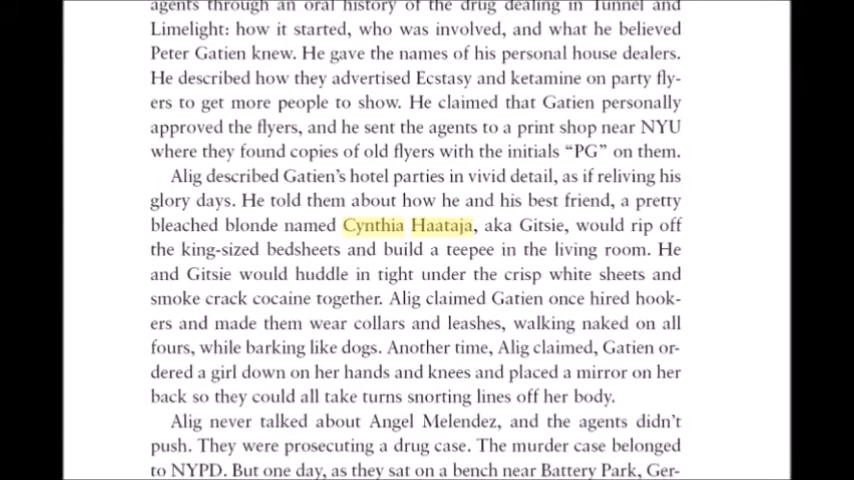 agents through an oral history of the drug dealing in Tunnel and
Limelight: how it started, who was involved, and what he believed
Peter Gatien knew. He gave the names of his personal house dealers.
He described how they advertised Ecstasy and ketamine on party fly-
ers to get more people to show. He claimed that Gatien personally
approved the flyers, and he sent the agents to a print shop near NYU
where they found copies of old flyers with the initials “PG” on them.
Alig described Gatien’s hotel parties in vivid detail, as if reliving his
glory days. He told them about how he and his best friend, a pretty
bleached blonde named Cynthia Haataja, aka Gitsie, would rip off
the king-sized bedsheets and build a teepee in the living room. He
and Gitsie would huddle in tight under the crisp white sheets and
smoke crack cocaine together. Alig claimed Gatien once hired hook-
ers and made them wear collars and leashes, walking naked on all
fours, while barking like dogs. Another time, Alig claimed, Gatien or-
dered a girl down on her hands and knees and placed a mirror on her
back so they could all take turns snorting lines off her body.
Alig never talked about Angel Melendez, and the agents didn’t
push. They were prosecuting a drug case. The murder case belonged
to NYPD. But one day, as they sat on a bench near Battery Park, Ger-